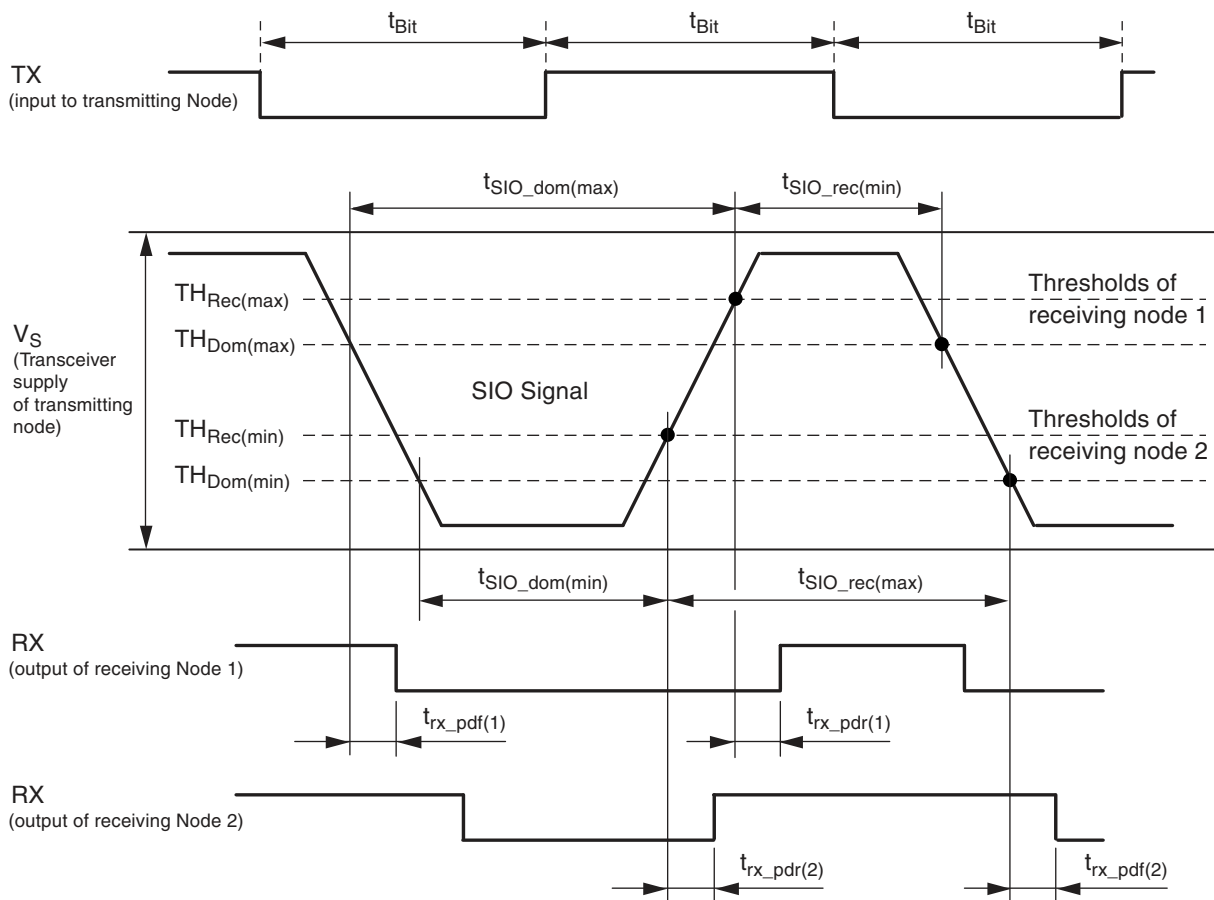 tBit tBit tBit
TX
(input to transmitting Node)
tSIO_dom(max) tSIO_rec(min)
THRec(max)
Thresholds of
receiving node 1
THDom(max)
VS
(Transceiver
supply
of transmitting
node)
SIO Signal
THRec(min)
Thresholds of
receiving node 2
THDom(min)
tSIO_dom(min) tSIO_rec(max)
RX
(output of receiving Node 1)
trx_pdf(1) trx_pdr(1)
RX
(output of receiving Node 2)
trx_pdr(2) trx_pdf(2)